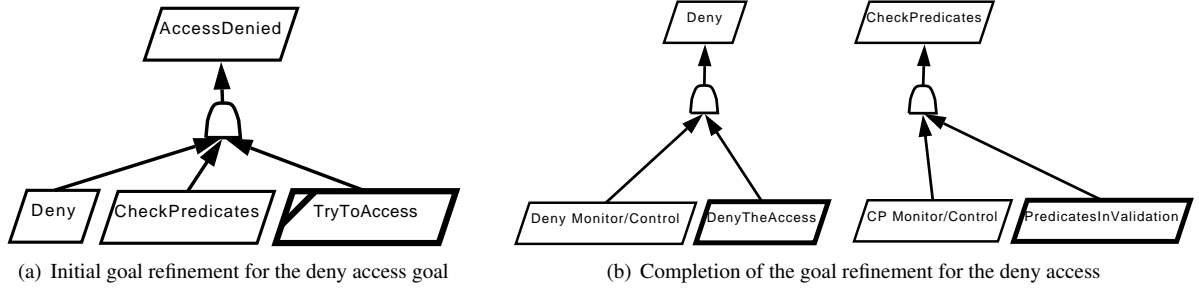 AccessDenied
Deny
CheckPredicates
TryToAccess
(a) Initial goal refinement for the deny access goal
Deny
CheckPredicates
Deny Monitor/Control
DenyTheAccess
CP Monitor/Control
PredicatesInValidation
(b) Completion of the goal refinement for the deny access